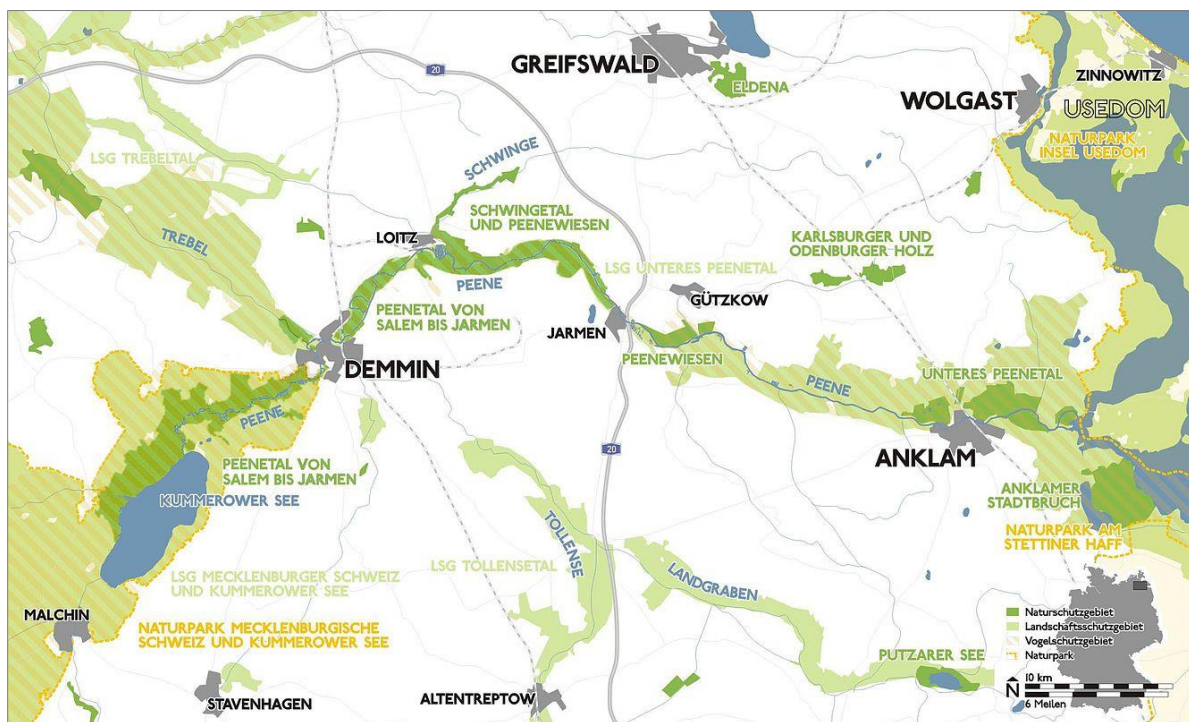 GREIFSWALD
ELDENA
20
ZINNOWITZ
WOLGAST
USEDOM
NATURPARK
INSEL USEDOM
LSG TREBELTAL
SCHWINGE
SCHWINGETAL
UND PEENEWIESEN
TREBEL
LOITZ
KARLSBURGER UND
ODENBURGER HOLZ
PEENE
LSG UNTERES PEENETAL
GÜTZKOW
PEENETAL VON
SALEM BIS JARMEN
JARMEN
PEENEWIESEN
DEMMIN
PEENE
UNTERES PEENETAL
PEENE
20
ANKLAM
PEENETAL VON
SALEM BIS JARMEN
KUMMEROWER SEE
ANKLAMER
STADTBRUCH
TOLLENSE
NATURPARK AM
STETTINER HAFF
LSG TOLLENSETAL
LANDGRABEN
LSG MECKLENBURGER SCHWEIZ
UND KUMMEROWER SEE
MALCHIN
NATURPARK MECKLENBURGISCHE
SCHWEIZ UND KUMMEROWER SEE
Naturschutzgebiet
Landschaftsschutzgebiet
Vogelschutzgebiet
Naturpark
PUTZARER SEE
STAVENHAGEN
ALTENTREPTOW
N
10 km
6 Meilen